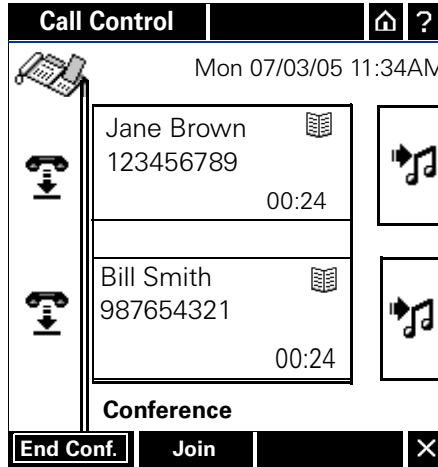 Call Control ?
Mon 07/03/05 11:34AM
Jane Brown
123456789
00:24
Bill Smith
987654321
00:24
Conference
End Conf. Join X